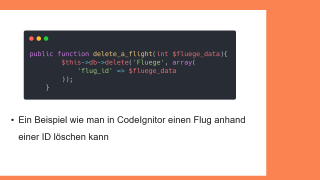 public function delete_a_flight(int $fluege_data){
$this->db->delete('Fluege', array(
'flug_id' => $fluege_data
));
}
• Ein Beispiel wie man in CodeIgnitor einen Flug anhand
einer ID löschen kann